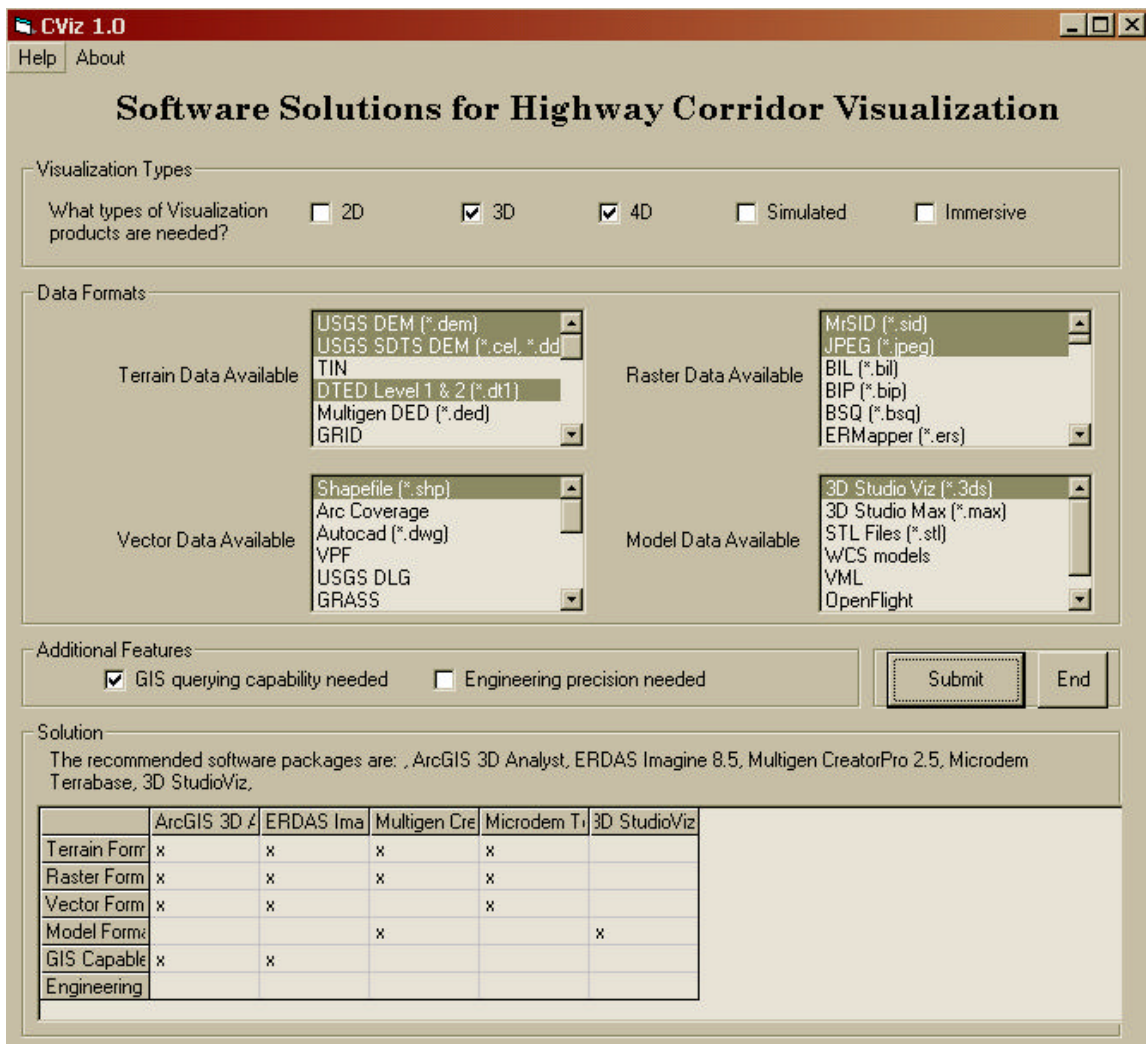 CViz 1.0
Help About
Software Solutions for Highway Corridor Visualization
Visualization Types
What types of Visualization
products are needed?
2D
3D
4D
Simulated
Immersive
Data Formats
Terrain Data Available
USGS DEM (*.dem)
USGS SDTS DEM (*.cel, *.dd
TIN
DTED Level 1 & 2 (*.dt1)
Multigen DED (*.ded)
GRID
Raster Data Available
MrSID (*.sid)
JPEG (*.jpeg)
BIL (*.bil)
BIP (*.bip)
BSQ (*.bsq)
ERMapper (*.ers)
Vector Data Available
Shapefile (*.shp)
Arc Coverage
Autocad (*.dwg)
VPF
USGS DLG
GRASS
Model Data Available
3D Studio Viz (*.3ds)
3D Studio Max (*.max)
STL Files (*.stl)
WCS models
VML
OpenFlight
Additional Features
GIS querying capability needed
Engineering precision needed
Submit
End
Solution
The recommended software packages are: , ArcGIS 3D Analyst, ERDAS Imagine 8.5, Multigen CreatorPro 2.5, Microdem
Terrabase, 3D StudioViz,
ArcGIS 3D ERDAS Ima Multigen Cre Microdem 3D StudioViz
Terrain Form x x x x
Raster Form x x x x
Vector Form x x x
Model Forma x x
GIS Capable x x
Engineering